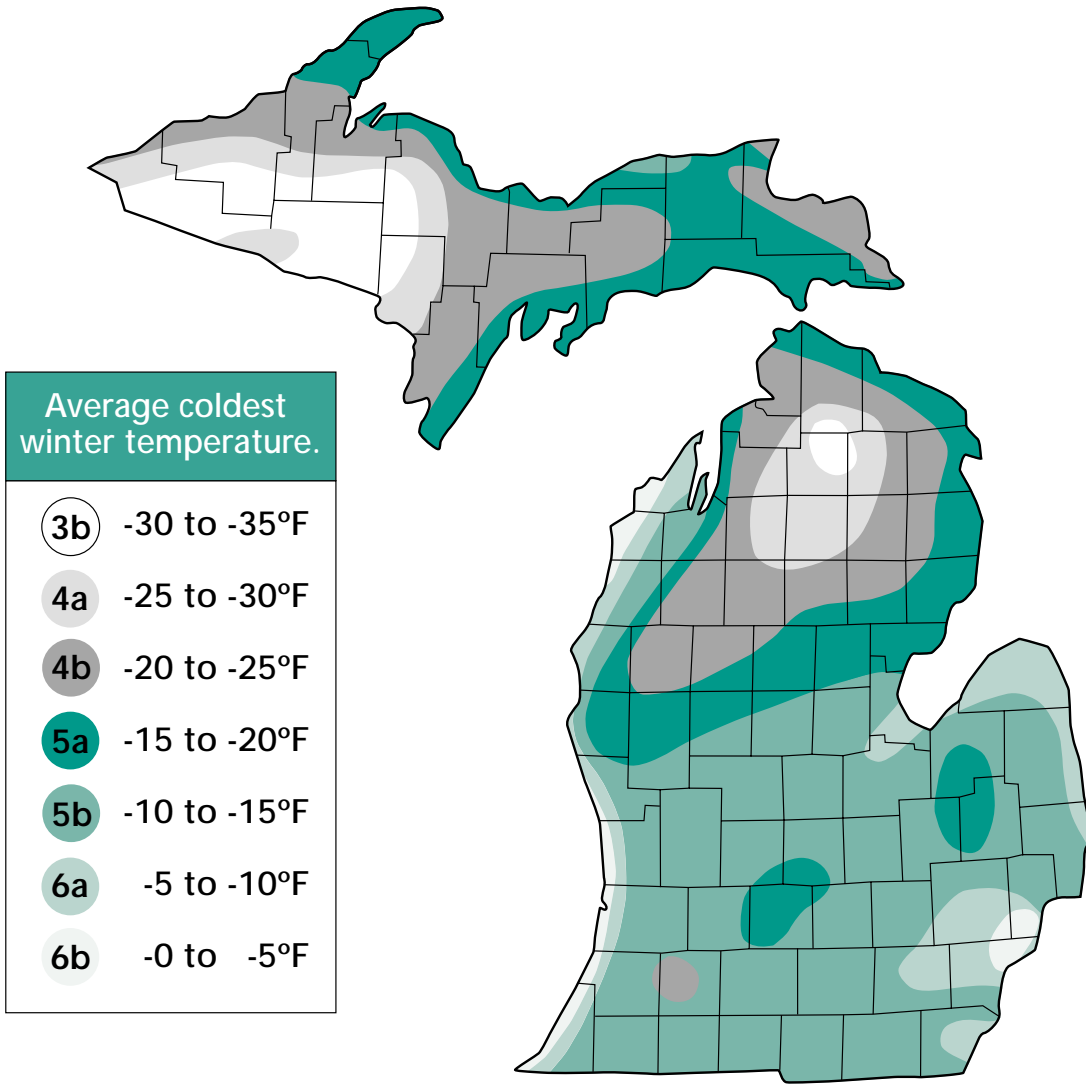 Average coldest
winter temperature.
3b -30 to -35ºF
4a -25 to -30ºF
4b -20 to -25ºF
5a -15 to -20ºF
5b -10 to -15ºF
6a -5 to -10ºF
6b -0 to -5ºF